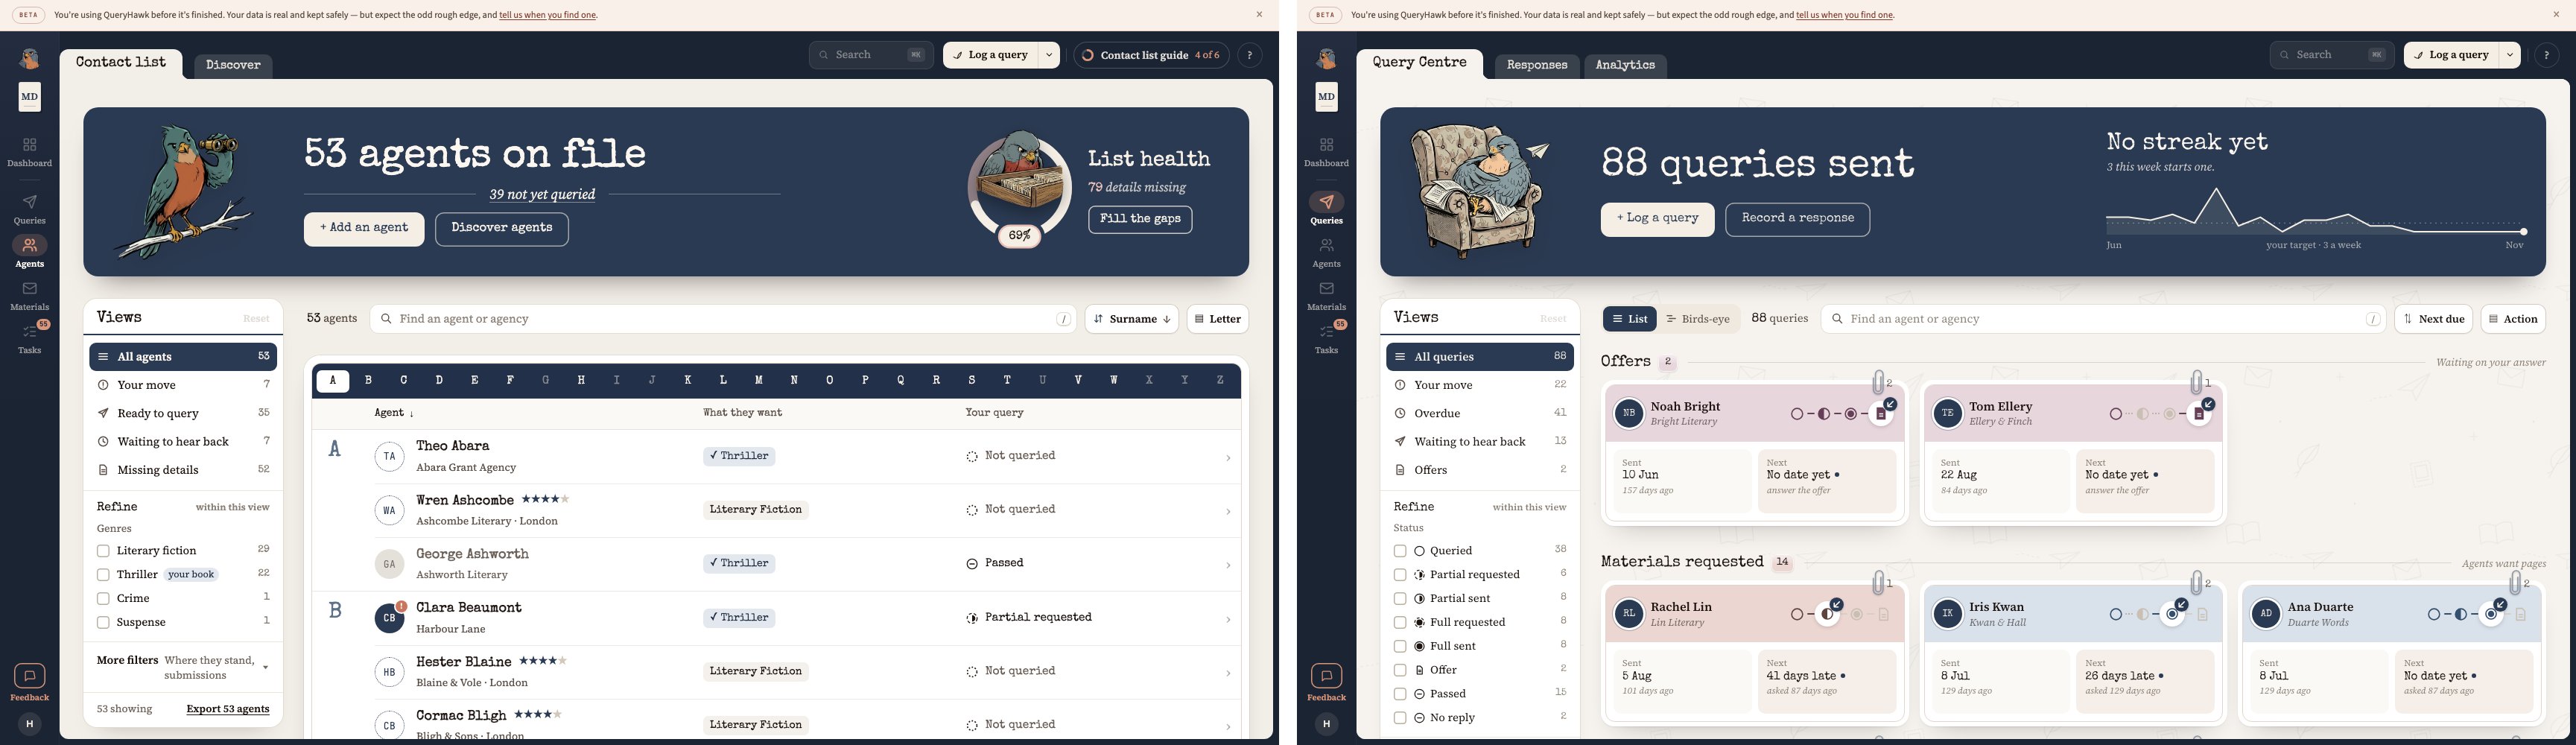 BETA You're using QueryHawk before it's finished. Your data is real and kept safely — but expect the odd rough edge, and tell us when you find one. ×
Contact list
Discover
Search ⌘K
Log a query
Contact list guide 4 of 6
?
MD
Dashboard
Queries
Agents
Materials
55
Tasks
Feedback
H
53 agents on file
39 not yet queried
+ Add an agent
Discover agents
69%
List health
79 details missing
Fill the gaps
Views Reset
All agents 53
Your move 7
Ready to query 35
Waiting to hear back 7
Missing details 52
Refine within this view
Genres
Literary fiction 29
Thriller your book 22
Crime 1
Suspense 1
More filters Where they stand, submissions
53 showing Export 53 agents
53 agents
Find an agent or agency /
Surname ↓
Letter
A B C D E F G H I J K L M N O P Q R S T U V W X Y Z
Agent ↓ What they want Your query
A
TA Theo Abara
Abara Grant Agency
✓ Thriller
Not queried
WA Wren Ashcombe ★★★★★
Ashcombe Literary · London
Literary Fiction
Not queried
GA George Ashworth
Ashworth Literary
✓ Thriller
Passed
B
CB ! Clara Beaumont
Harbour Lane
✓ Thriller
Partial requested
HB Hester Blaine ★★★★★
Blaine & Vole · London
Literary Fiction
Not queried
CB Cormac Bligh ★★★★★
Bligh & Sons · London
Literary Fiction
Not queried
BETA You're using QueryHawk before it's finished. Your data is real and kept safely — but expect the odd rough edge, and tell us when you find one. ×
Query Centre
Responses
Analytics
Search ⌘K
Log a query
?
MD
Dashboard
Queries
Agents
Materials
55
Tasks
Feedback
H
88 queries sent
+ Log a query
Record a response
No streak yet
3 this week starts one.
Jun your target · 3 a week Nov
Views Reset
All queries 88
Your move 22
Overdue 41
Waiting to hear back 13
Offers 2
Refine within this view
Status
Queried 38
Partial requested 6
Partial sent 8
Full requested 8
Full sent 8
Offer 2
Passed 15
No reply 2
List
Birds-eye
88 queries
Find an agent or agency /
Next due
Action
Offers 2 Waiting on your answer
2
NB Noah Bright
Bright Literary
Sent
10 Jun
157 days ago
Next
No date yet •
answer the offer
1
TE Tom Ellery
Ellery & Finch
Sent
22 Aug
84 days ago
Next
No date yet •
answer the offer
Materials requested 14 Agents want pages
1
RL Rachel Lin
Lin Literary
Sent
5 Aug
101 days ago
Next
41 days late •
asked 87 days ago
2
IK Iris Kwan
Kwan & Hall
Sent
8 Jul
129 days ago
Next
26 days late •
asked 129 days ago
2
AD Ana Duarte
Duarte Words
Sent
8 Jul
129 days ago
Next
No date yet •
asked 87 days ago